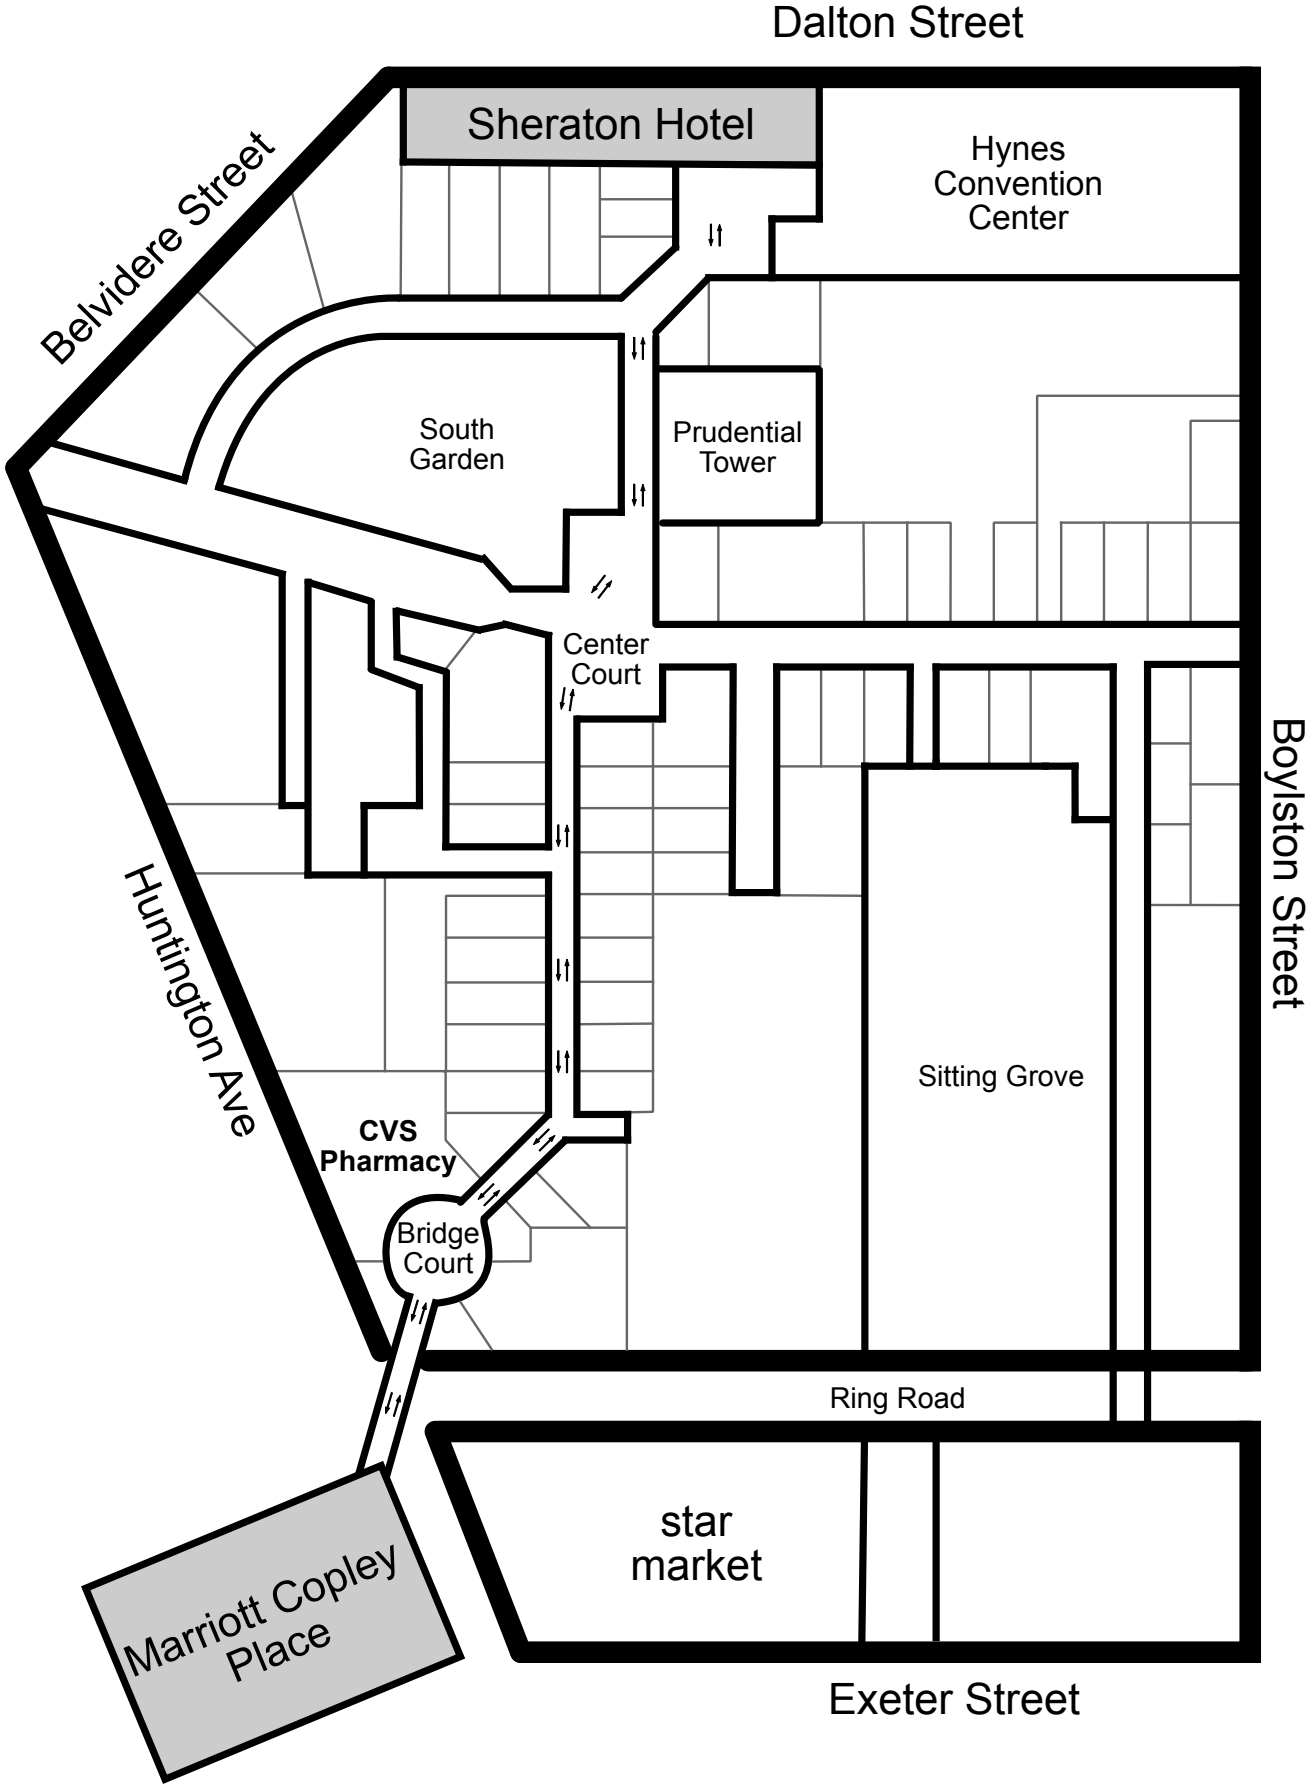 Dalton Street
Sheraton Hotel
Hynes
Convention
Center
Belvidere Street
South
Garden
Prudential
Tower
Center
Court
Boylston Street
Huntington Ave
Sitting Grove
CVS
Pharmacy
Bridge
Court
Ring Road
star
market
Marriott Copley
Place
Exeter Street